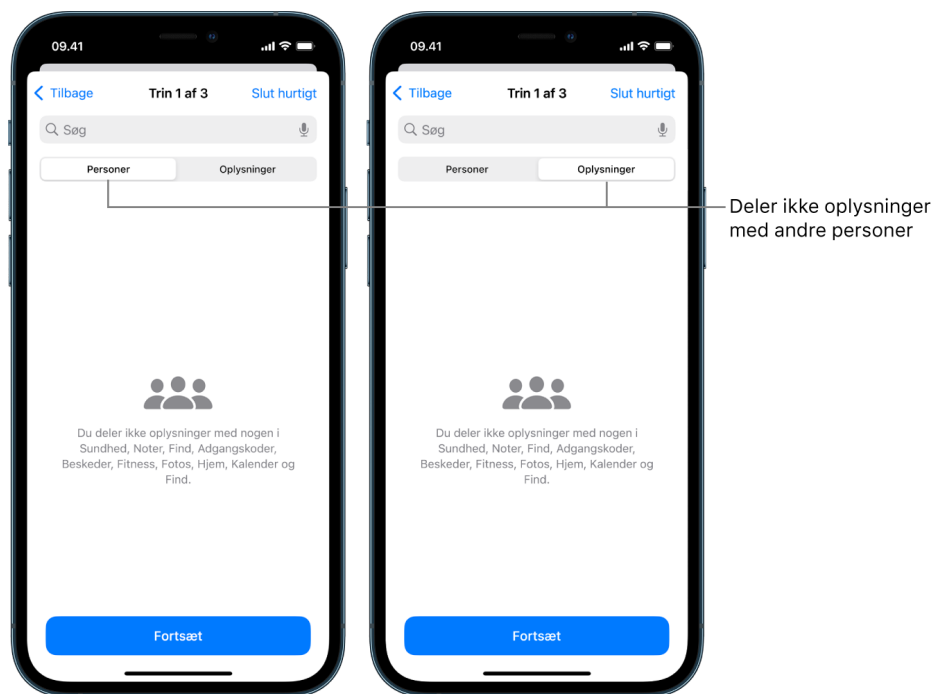 09.41
Tilbage Trin 1 af 3 Slut hurtigt
Søg
Personer Oplysninger
Du deler ikke oplysninger med nogen i
Sundhed, Noter, Find, Adgangskoder,
Beskeder, Fitness, Fotos, Hjem, Kalender og
Find.
Fortsæt
09.41
Tilbage Trin 1 af 3 Slut hurtigt
Søg
Personer Oplysninger
Du deler ikke oplysninger med nogen i
Sundhed, Noter, Find, Adgangskoder,
Beskeder, Fitness, Fotos, Hjem, Kalender og
Find.
Fortsæt
Deler ikke oplysninger
med andre personer